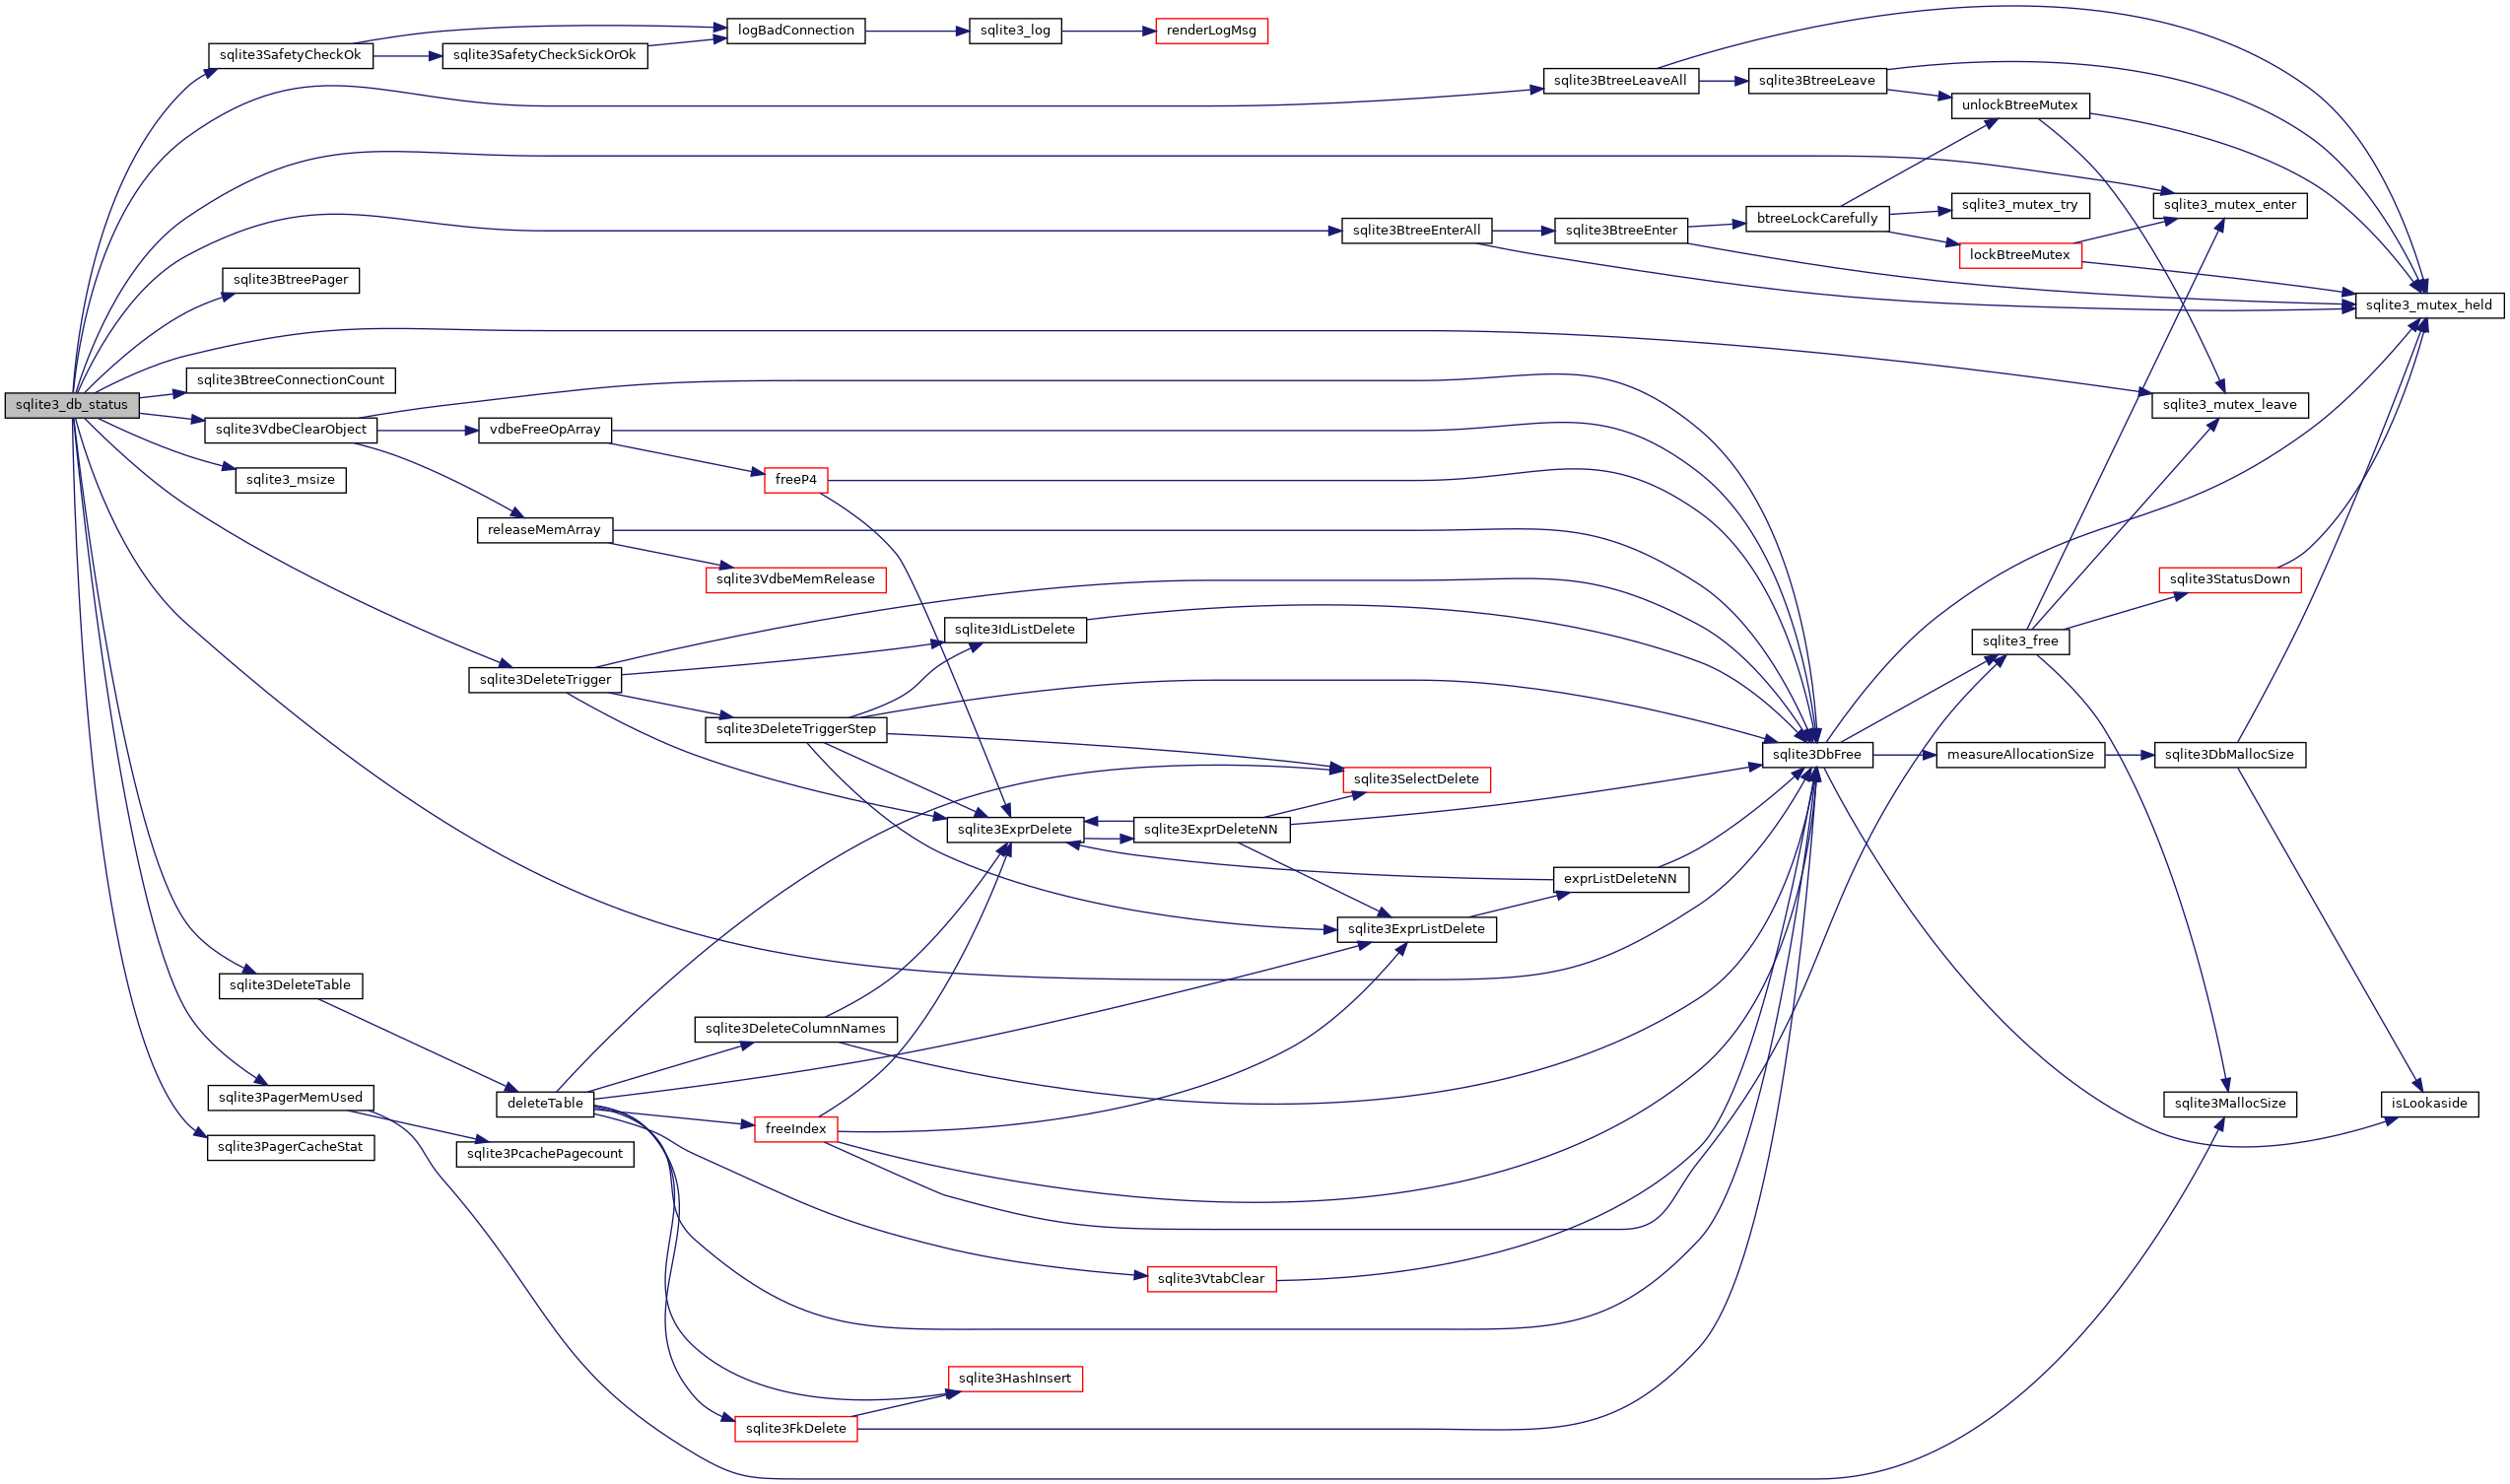 sqlite3_db_status
sqlite3SafetyCheckOk
sqlite3SafetyCheckSickOrOk
logBadConnection
sqlite3_log
renderLogMsg
sqlite3BtreeLeaveAll
sqlite3BtreeLeave
unlockBtreeMutex
sqlite3_mutex_try
sqlite3_mutex_enter
sqlite3BtreeEnterAll
sqlite3BtreeEnter
btreeLockCarefully
lockBtreeMutex
sqlite3_mutex_held
sqlite3BtreePager
sqlite3BtreeConnectionCount
sqlite3_mutex_leave
sqlite3VdbeClearObject
vdbeFreeOpArray
sqlite3_msize
freeP4
releaseMemArray
sqlite3VdbeMemRelease
sqlite3StatusDown
sqlite3IdListDelete
sqlite3_free
sqlite3DeleteTrigger
sqlite3DeleteTriggerStep
sqlite3DbFree
measureAllocationSize
sqlite3DbMallocSize
sqlite3SelectDelete
sqlite3ExprDelete
sqlite3ExprDeleteNN
exprListDeleteNN
sqlite3ExprListDelete
sqlite3DeleteTable
sqlite3DeleteColumnNames
sqlite3PagerMemUsed
deleteTable
sqlite3MallocSize
isLookaside
freeIndex
sqlite3PagerCacheStat
sqlite3PcachePagecount
sqlite3VtabClear
sqlite3HashInsert
sqlite3FkDelete